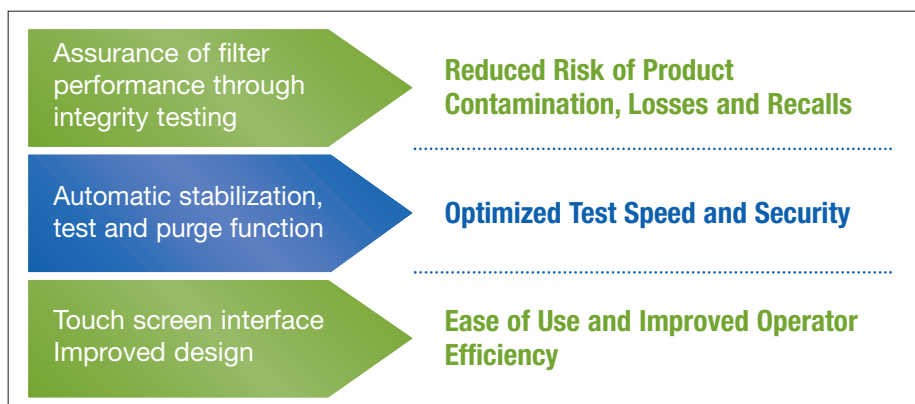 Assurance of filter
performance through
integrity testing
Reduced Risk of Product
Contamination, Losses and Recalls
Automatic stabilization,
test and purge function
Optimized Test Speed and Security
Touch screen interface
Improved design
Ease of Use and Improved Operator
Efficiency